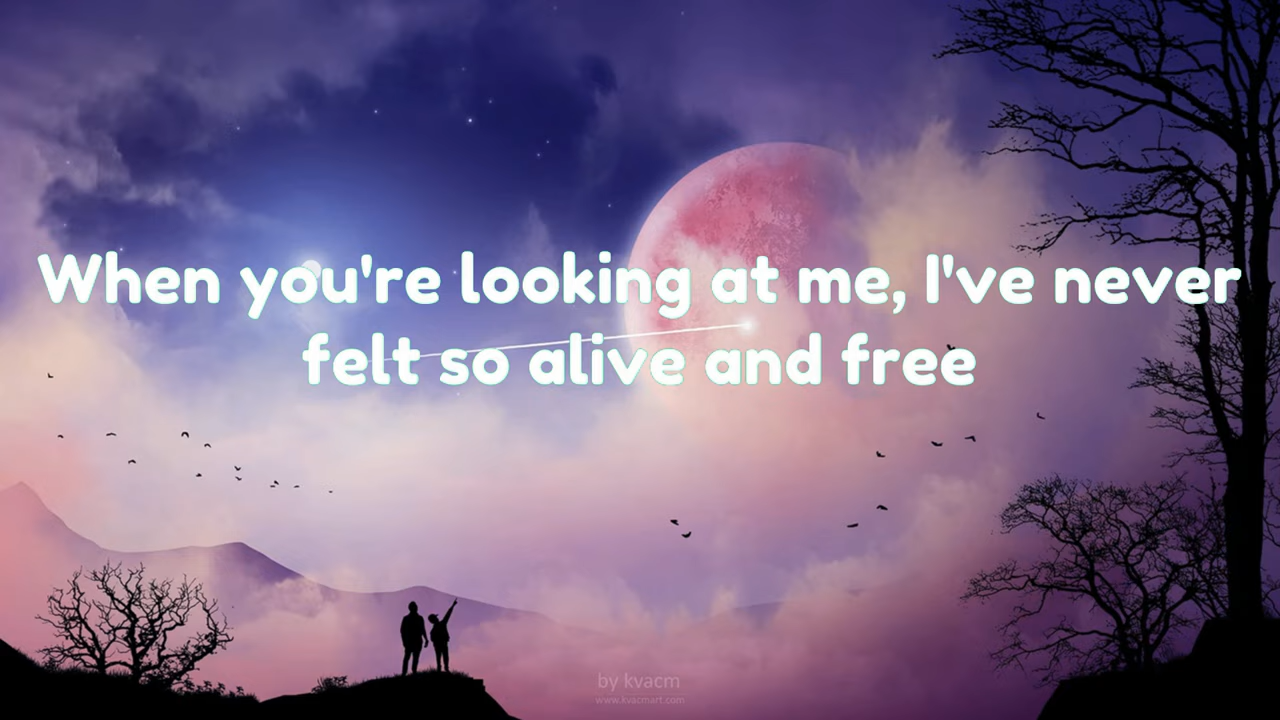 When you're looking at me, I've never
felt so alive and free
by kvacm
www.kvacmart.com